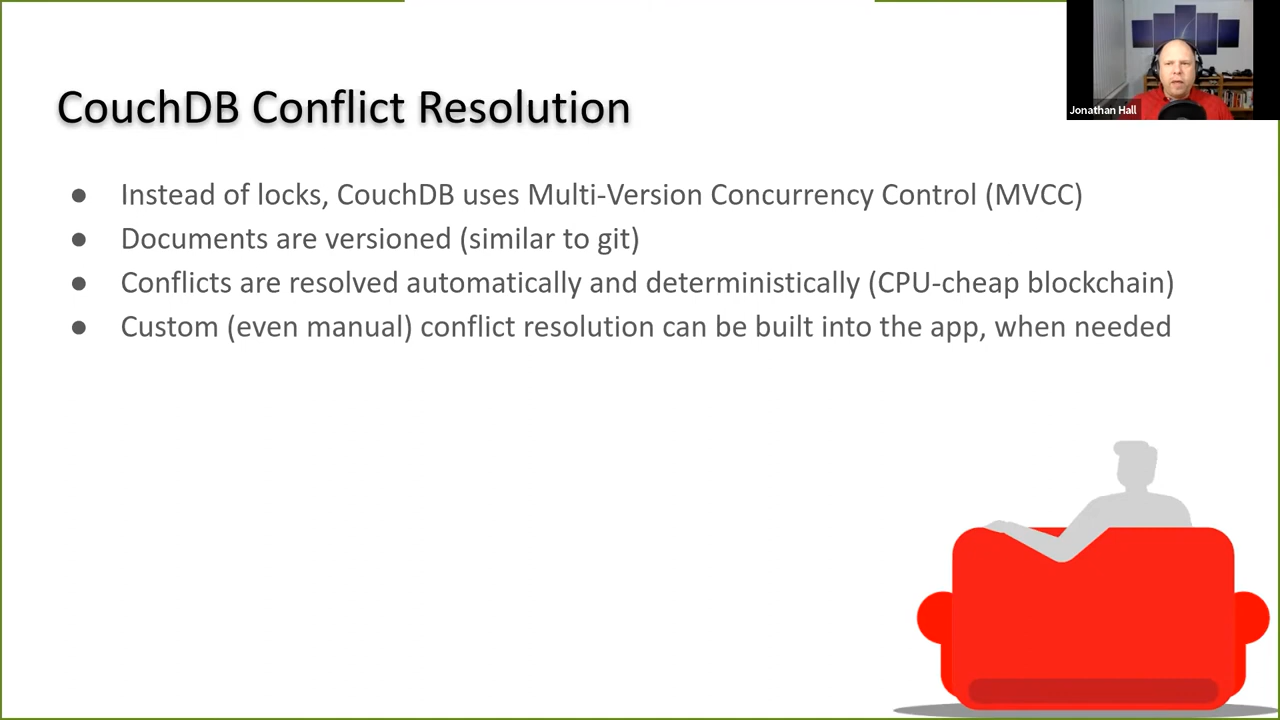 CouchDB Conflict Resolution
● Instead of locks, CouchDB uses Multi-Version Concurrency Control (MVCC)
● Documents are versioned (similar to git)
● Conflicts are resolved automatically and deterministically (CPU-cheap blockchain)
● Custom (even manual) conflict resolution can be built into the app, when needed
Jonathan Hall